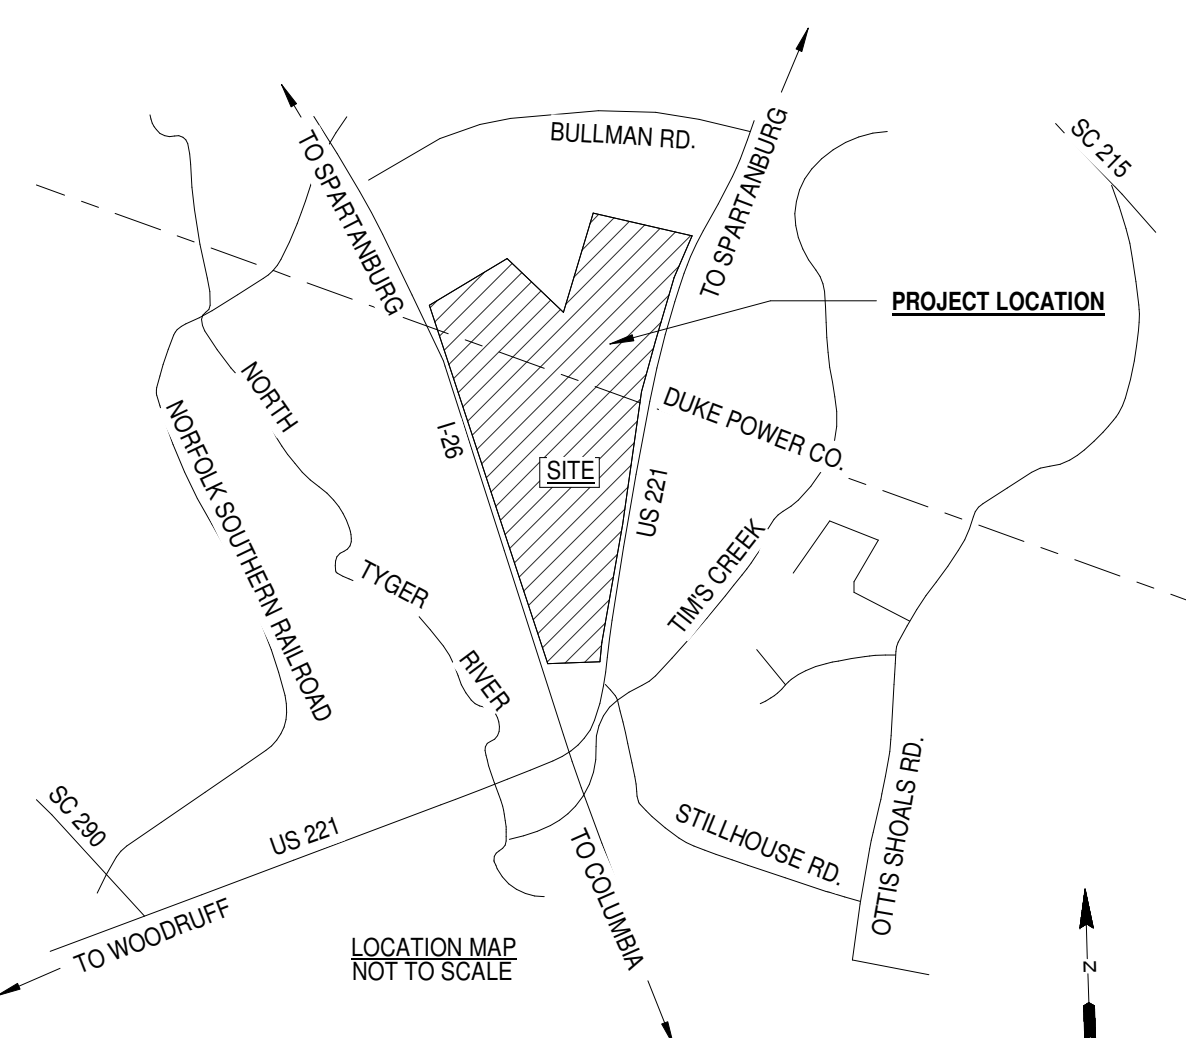 BULLMAN RD.
TO SPARTANBURG
TO SPARTANBURG
SC 215
PROJECT LOCATION
NORTH
DUKE POWER CO.
I-26
SITE
US 221
NORFOLK SOUTHERN RAILROAD
TYGER
TIM'S CREEK
RIVER
SC 290
US 221
STILLHOUSE RD.
OTTIS SHOALS RD.
TO COLUMBIA
TO WOODRUFF
LOCATION MAP
NOT TO SCALE
N